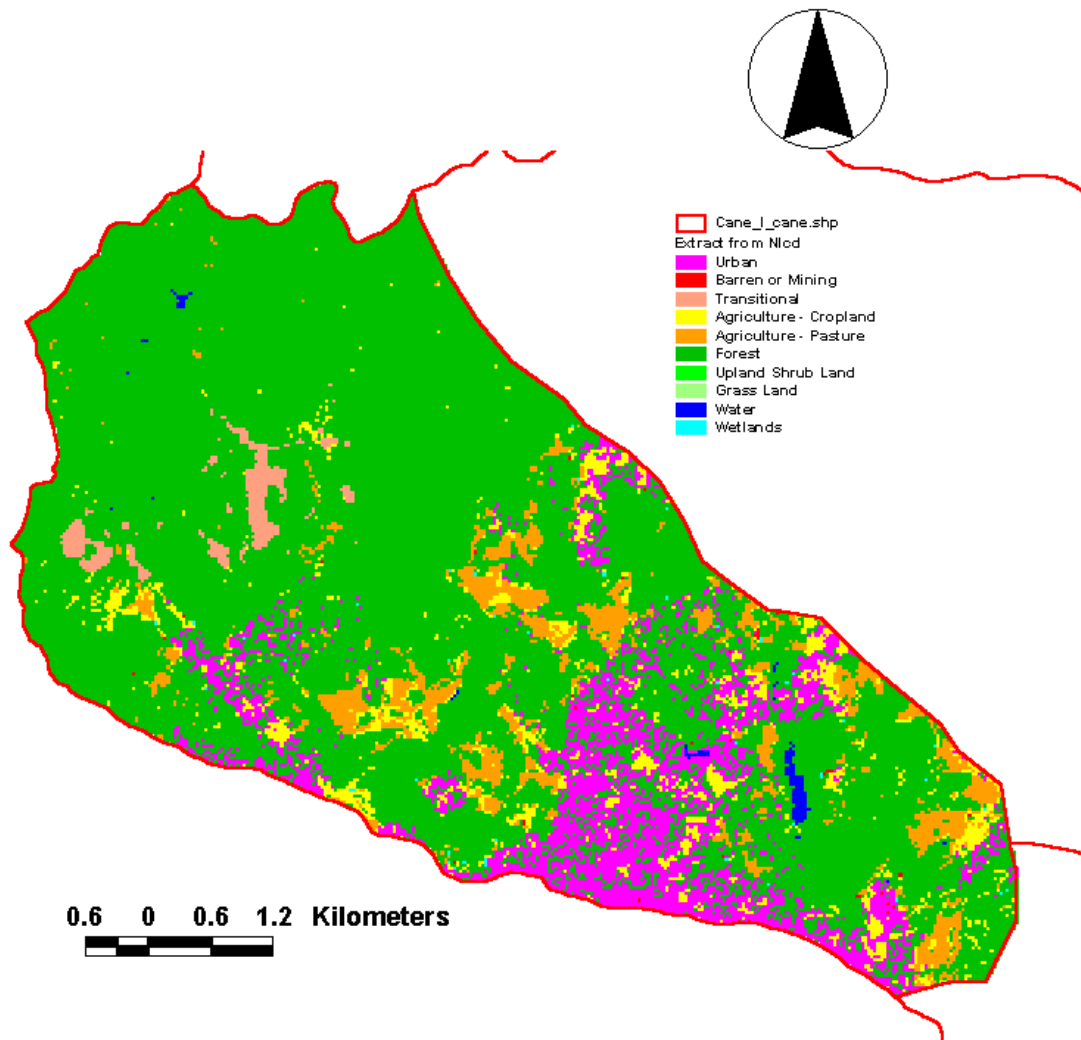 Cane_l_cane.shp
Extract from Nlcd
Urban
Barren or Mining
Transitional
Agriculture - Cropland
Agriculture - Pasture
Forest
Upland Shrub Land
Grass Land
Water
Wetlands
0.6 0 0.6 1.2 Kilometers